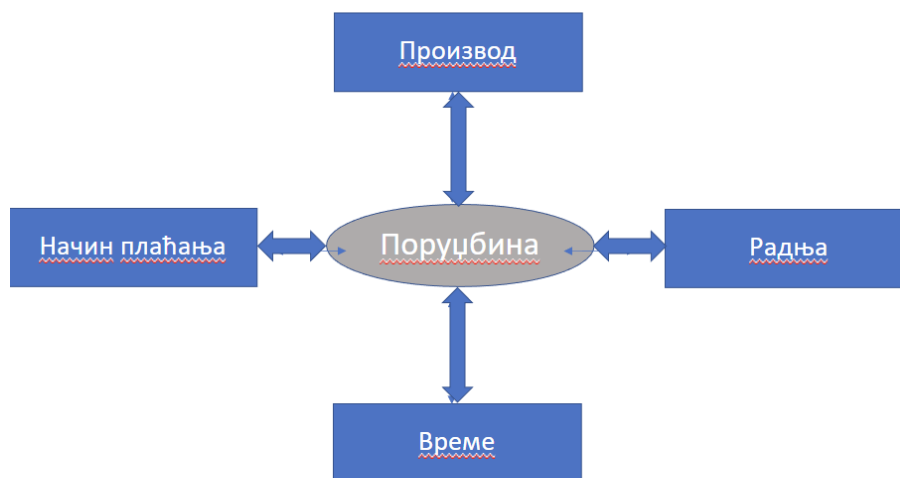 Производ
Начин плаћања
Поруџбина
Радња
Време